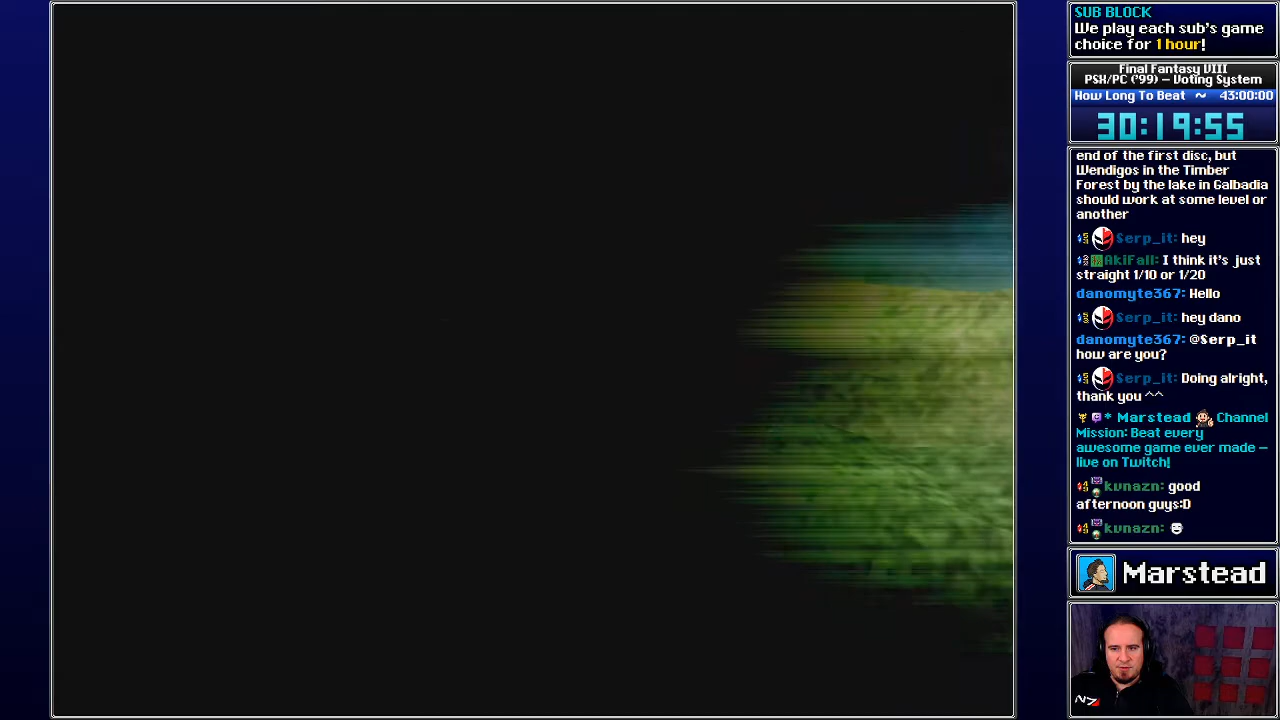 SUB BLOCK
We play each sub's game
choice for 1 hour!
Final Fantasy VIII
PSX/PC ('99) – Voting System
How Long To Beat ~ 43:00:00
30:19:55
end of the first disc, but
Wendigos in the Timber
Forest by the lake in Galbadia
should work at some level or
another
Serp_it: hey
AkiFall: I think it's just
straight 1/10 or 1/20
danomyte367: Hello
Serp_it: hey dano
danomyte367: @Serp_it
how are you?
Serp_it: Doing alright,
thank you ^^
* Marstead Channel
Mission: Beat every
awesome game ever made –
live on Twitch!
kvnazn: good
afternoon guys:D
kvnazn:
Marstead
N7